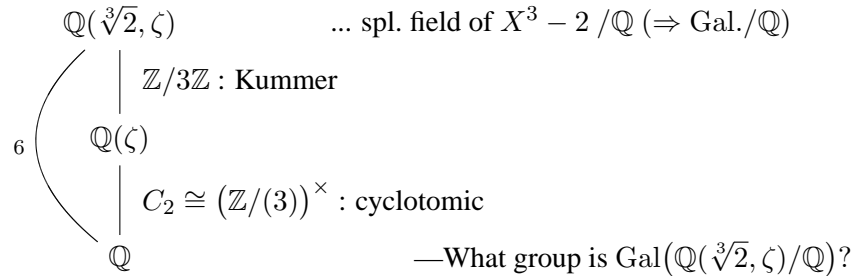 ℚ(∛2, ζ) ... spl. field of X³ − 2 /ℚ (⇒ Gal./ℚ)
ℤ/3ℤ : Kummer
6 ℚ(ζ)
C₂ ≅ (ℤ/(3))^× : cyclotomic
ℚ —What group is Gal(ℚ(∛2, ζ)/ℚ)?